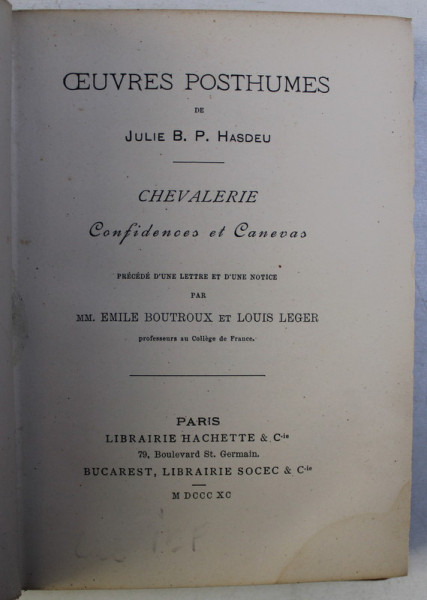 ŒUVRES POSTHUMES
DE
JULIE B. P. HASDEU
CHEVALERIE
Confidences et Canevas
PRÉCÉDÉ D'UNE LETTRE ET D'UNE NOTICE
PAR
MM. EMILE BOUTROUX ET LOUIS LEGER
professeurs au Collège de France.
PARIS
LIBRAIRIE HACHETTE & Cie
79, Boulevard St. Germain.
BUCAREST, LIBRAIRIE SOCEC & Cie
M DCCC XC